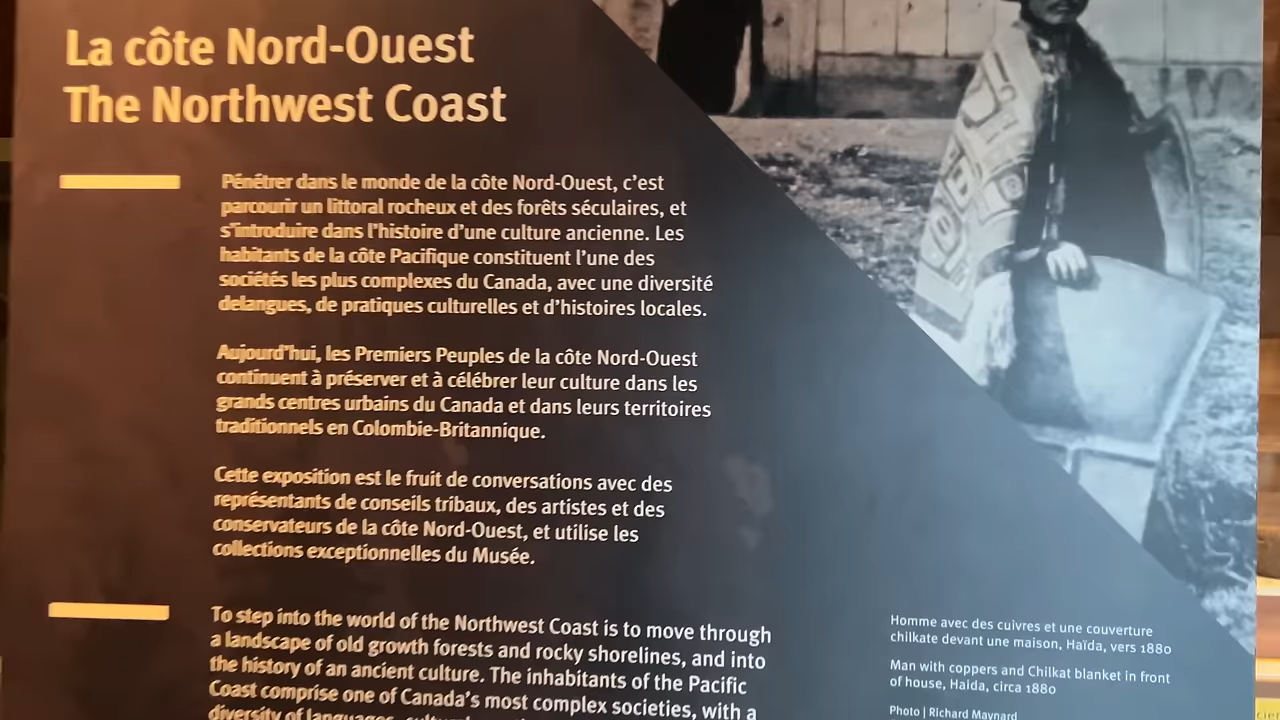 La côte Nord-Ouest
The Northwest Coast
Pénétrer dans le monde de la côte Nord-Ouest, c’est
parcourir un littoral rocheux et des forêts séculaires, et
s’introduire dans l’histoire d’une culture ancienne. Les
habitants de la côte Pacifique constituent l’une des
sociétés les plus complexes du Canada, avec une diversité
delangues, de pratiques culturelles et d’histoires locales.
Aujourd’hui, les Premiers Peuples de la côte Nord-Ouest
continuent à préserver et à célébrer leur culture dans les
grands centres urbains du Canada et dans leurs territoires
traditionnels en Colombie-Britannique.
Cette exposition est le fruit de conversations avec des
représentants de conseils tribaux, des artistes et des
conservateurs de la côte Nord-Ouest, et utilise les
collections exceptionnelles du Musée.
To step into the world of the Northwest Coast is to move through
a landscape of old growth forests and rocky shorelines, and into
the history of an ancient culture. The inhabitants of the Pacific
Coast comprise one of Canada’s most complex societies, with a
diversity of languages,
Homme avec des cuivres et une couverture
chilkate devant une maison, Haïda, vers 1880
Man with coppers and Chilkat blanket in front
of house, Haida, circa 1880
Photo | Richard Maynard